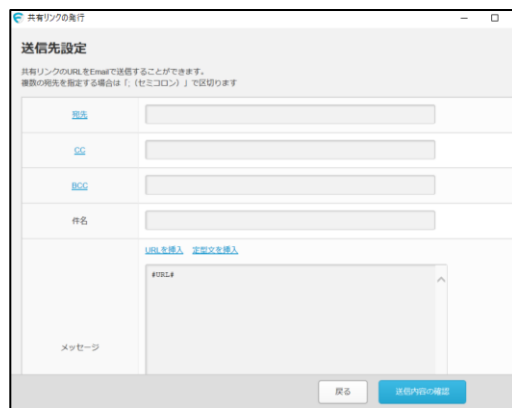 共有リンクの発行
送信先設定
共有リンクのURLをEmailで送信することができます。
複数の宛先を指定する場合は「;（セミコロン）」で区切ります
宛先
CC
BCC
件名
URLを挿入 定型文を挿入
#URL#
メッセージ
戻る 送信内容の確認